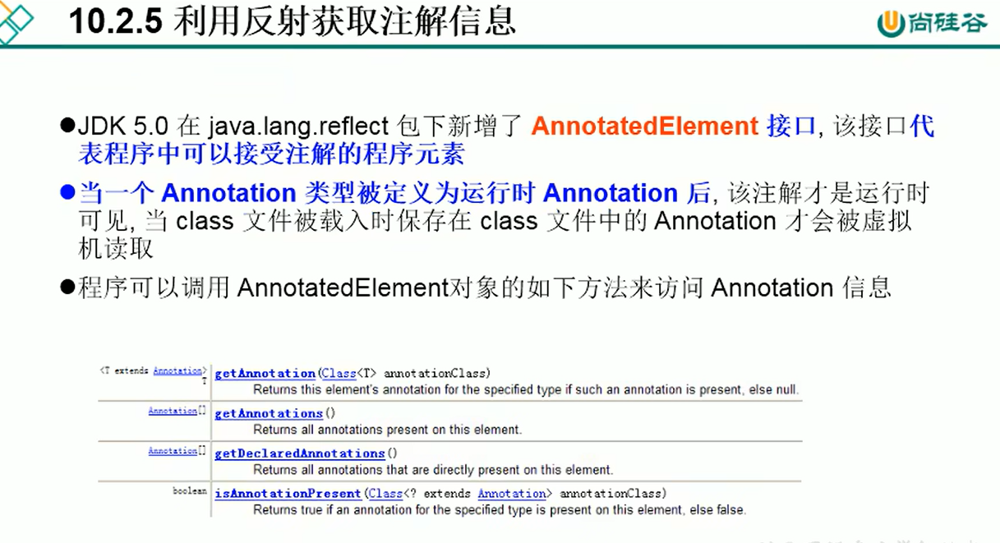 10.2.5 利用反射获取注解信息
尚硅谷
●JDK 5.0 在 java.lang.reflect 包下新增了 AnnotatedElement 接口, 该接口代
表程序中可以接受注解的程序元素
●当一个 Annotation 类型被定义为运行时 Annotation 后, 该注解才是运行时
可见, 当 class 文件被载入时保存在 class 文件中的 Annotation 才会被虚拟
机读取
●程序可以调用 AnnotatedElement对象的如下方法来访问 Annotation 信息
<T extends Annotation>
T
getAnnotation(Class<T> annotationClass)
Returns this element's annotation for the specified type if such an annotation is present, else null.
Annotation[]
getAnnotations()
Returns all annotations present on this element.
Annotation[]
getDeclaredAnnotations()
Returns all annotations that are directly present on this element.
boolean
isAnnotationPresent(Class<? extends Annotation> annotationClass)
Returns true if an annotation for the specified type is present on this element, else false.